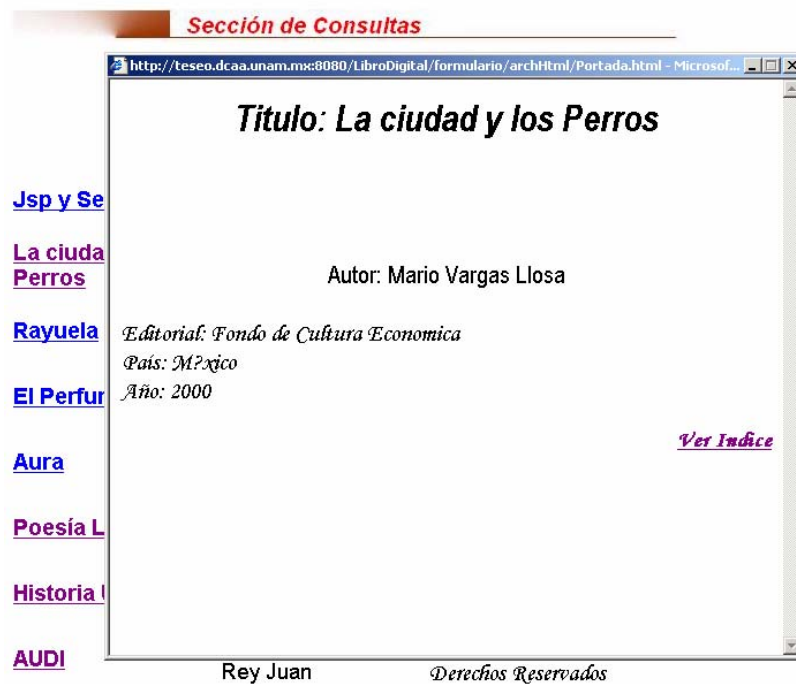 Sección de Consultas
http://teseo.dcaa.unam.mx:8080/LibroDigital/formulario/archHtml/Portada.html - Microsof...
Titulo: La ciudad y los Perros
Jsp y Se
La ciuda
Perros
Autor: Mario Vargas Llosa
Rayuela
Editorial: Fondo de Cultura Economica
País: M?xico
El Perfur
Año: 2000
Ver Indice
Aura
Poesía L
Historia
AUDI
Rey Juan
Derechos Reservados